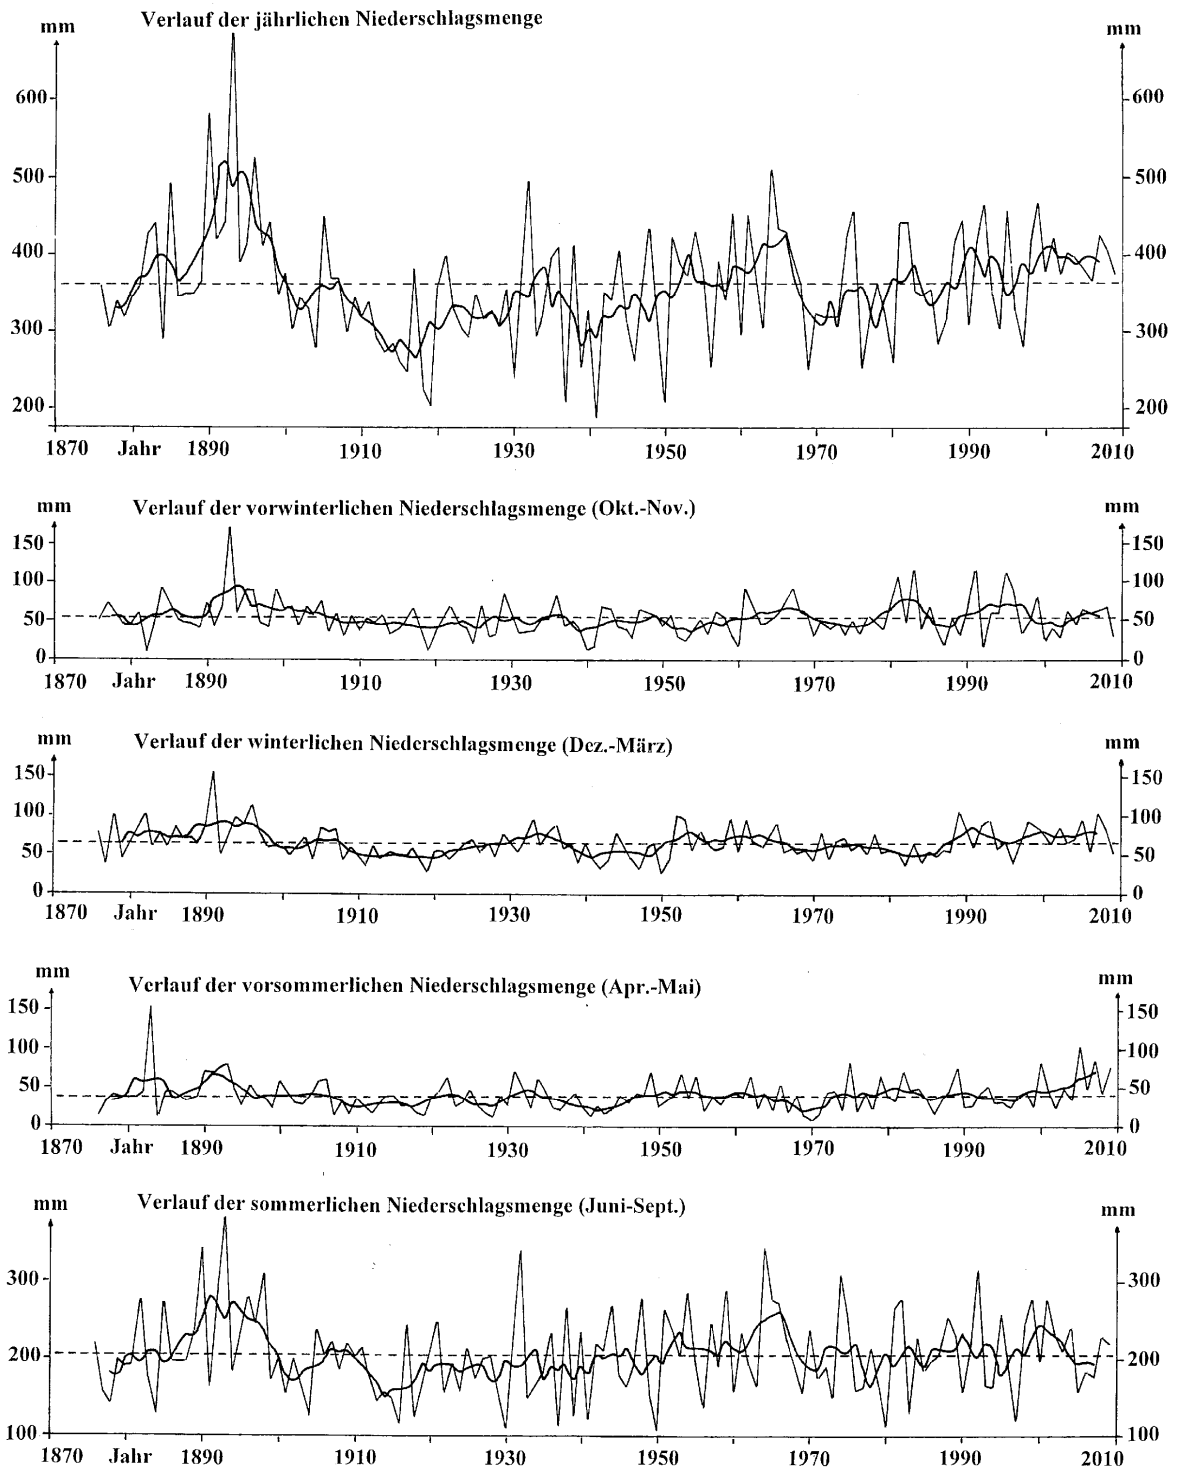 Verlauf der jährlichen Niederschlagsmenge
mm mm
600 600
500 500
400 400
300 300
200 200
1870 Jahr 1890 1910 1930 1950 1970 1990 2010
Verlauf der vorwinterlichen Niederschlagsmenge (Okt.-Nov.)
mm mm
150 150
100 100
50 50
0 0
1870 Jahr 1890 1910 1930 1950 1970 1990 2010
Verlauf der winterlichen Niederschlagsmenge (Dez.-März)
mm mm
150 150
100 100
50 50
0 0
1870 Jahr 1890 1910 1930 1950 1970 1990 2010
Verlauf der vorsommerlichen Niederschlagsmenge (Apr.-Mai)
mm mm
150 150
100 100
50 50
0 0
1870 Jahr 1890 1910 1930 1950 1970 1990 2010
Verlauf der sommerlichen Niederschlagsmenge (Juni-Sept.)
mm mm
300 300
200 200
100 100
1870 Jahr 1890 1910 1930 1950 1970 1990 2010